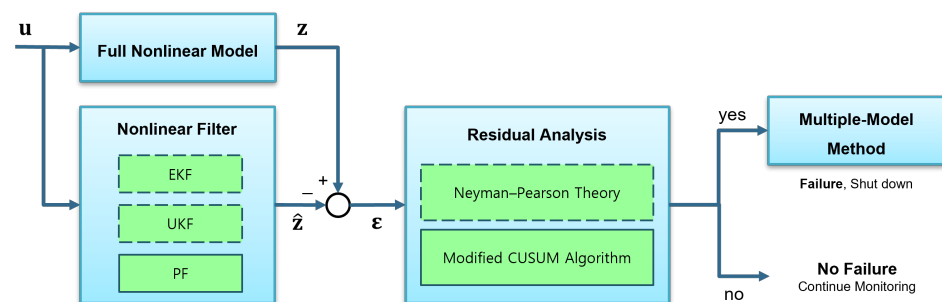 u
Full Nonlinear Model
z
Nonlinear Filter
EKF
UKF
PF
+
−
ẑ
ε
Residual Analysis
Neyman–Pearson Theory
Modified CUSUM Algorithm
yes
Multiple-Model
Method
Failure, Shut down
no
No Failure
Continue Monitoring